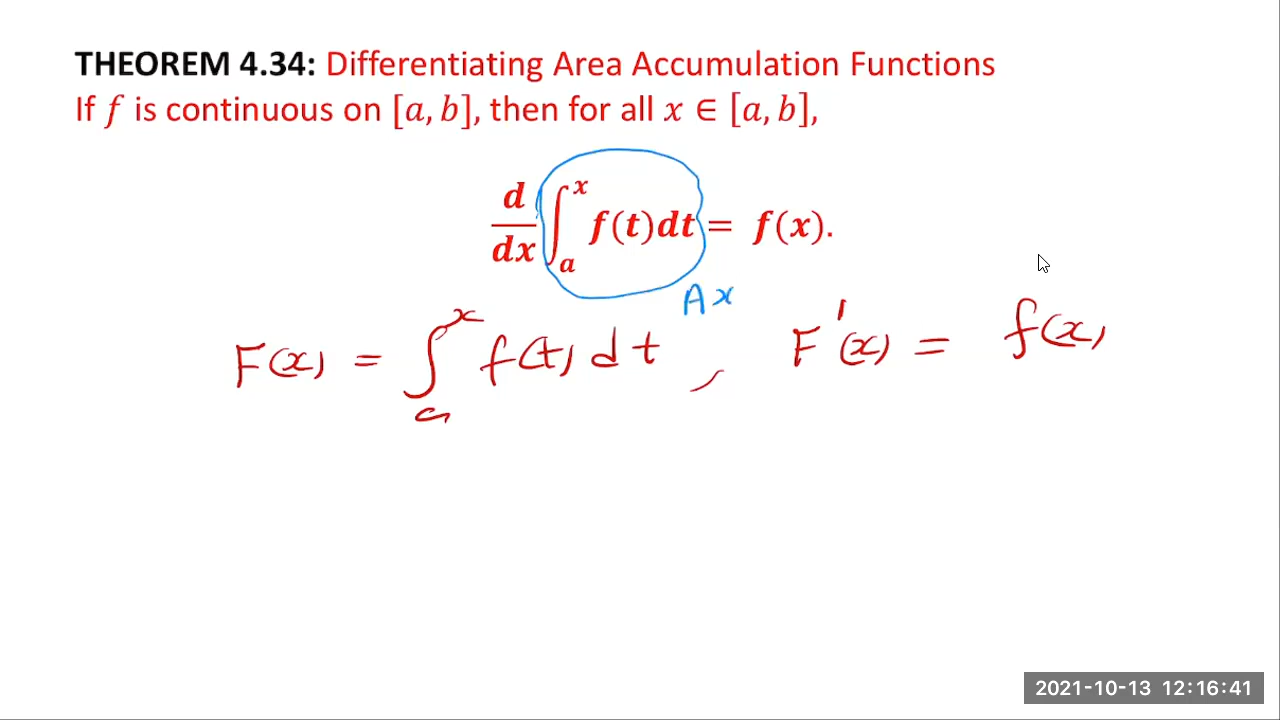 THEOREM 4.34: Differentiating Area Accumulation Functions
If f is continuous on [a, b], then for all x ∈ [a, b],
d/dx ∫_a^x f(t)dt = f(x).
A x
F(x) = ∫_a^x f(t) dt , F'(x) = f(x)
2021-10-13 12:16:41